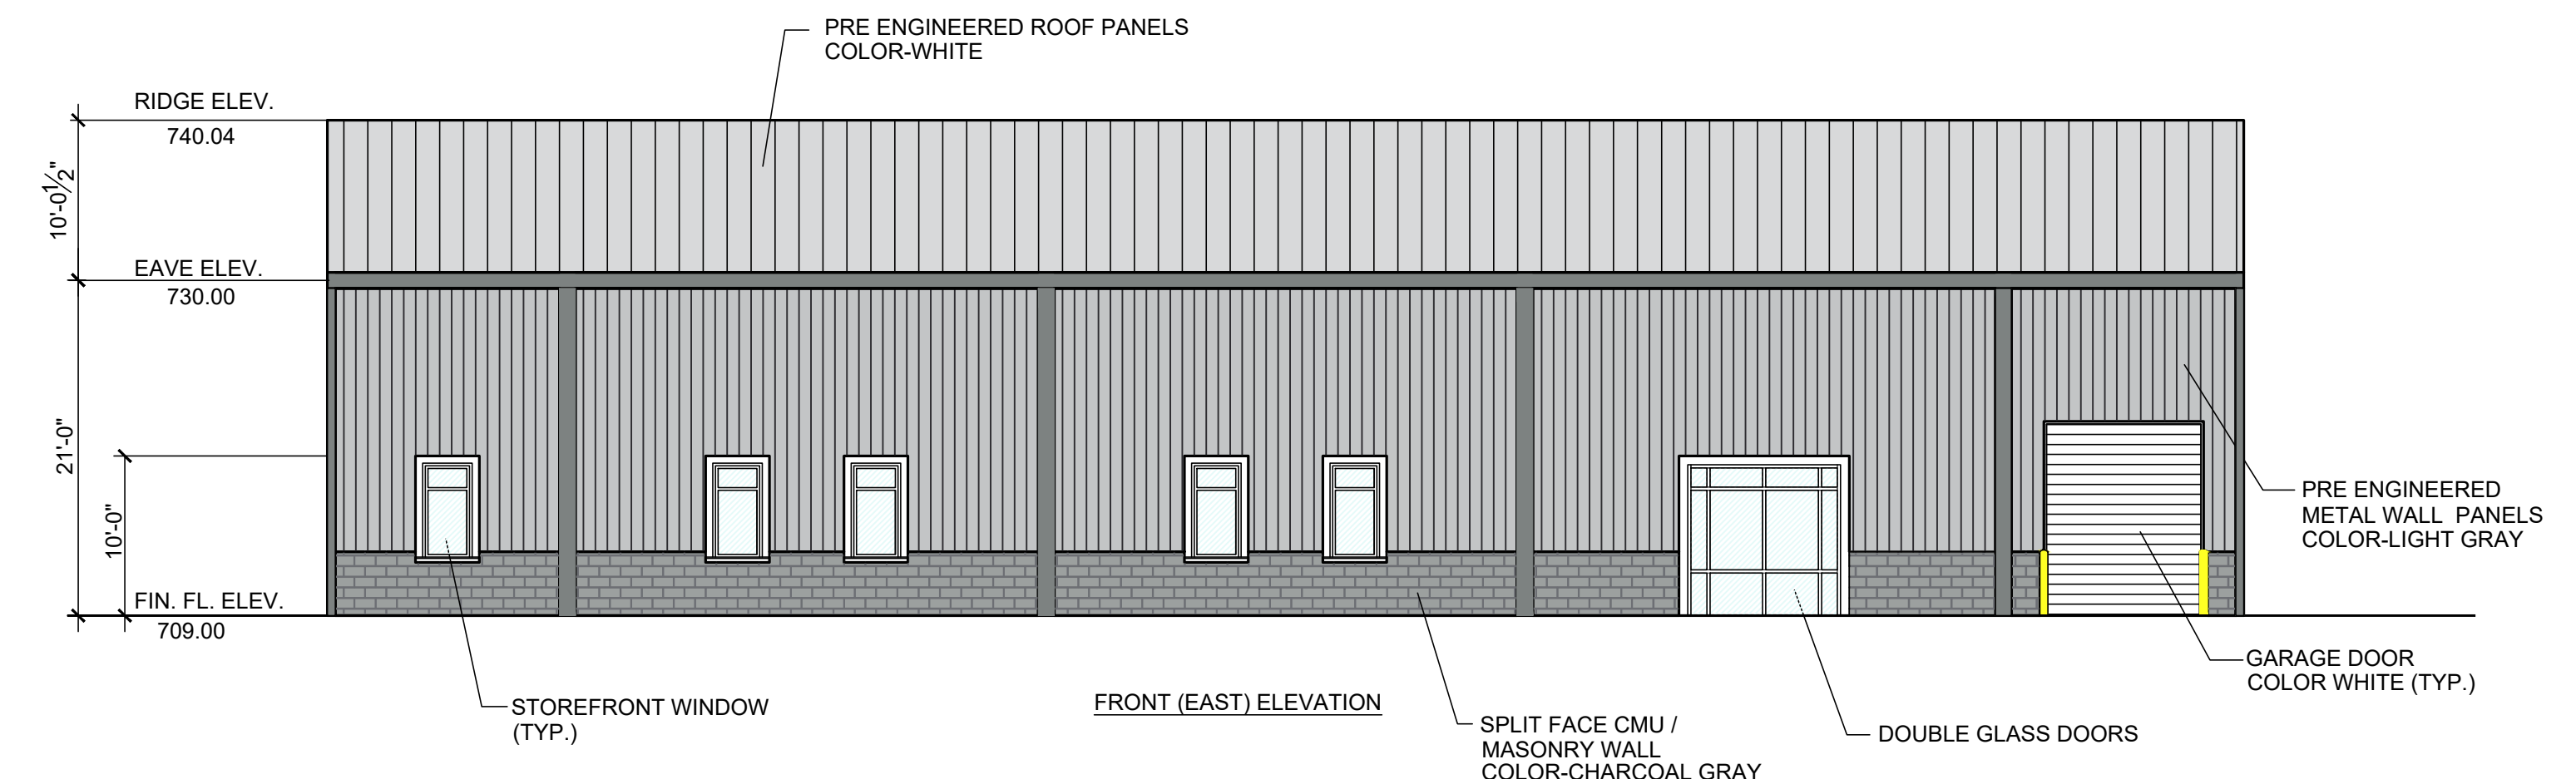 PRE ENGINEERED ROOF PANELS
COLOR-WHITE
RIDGE ELEV.
740.04
10'-0½"
EAVE ELEV.
730.00
21'-0"
10'-0"
FIN. FL. ELEV.
709.00
PRE ENGINEERED
METAL WALL PANELS
COLOR-LIGHT GRAY
GARAGE DOOR
COLOR WHITE (TYP.)
STOREFRONT WINDOW
(TYP.)
FRONT (EAST) ELEVATION
SPLIT FACE CMU /
MASONRY WALL
COLOR-CHARCOAL GRAY
DOUBLE GLASS DOORS